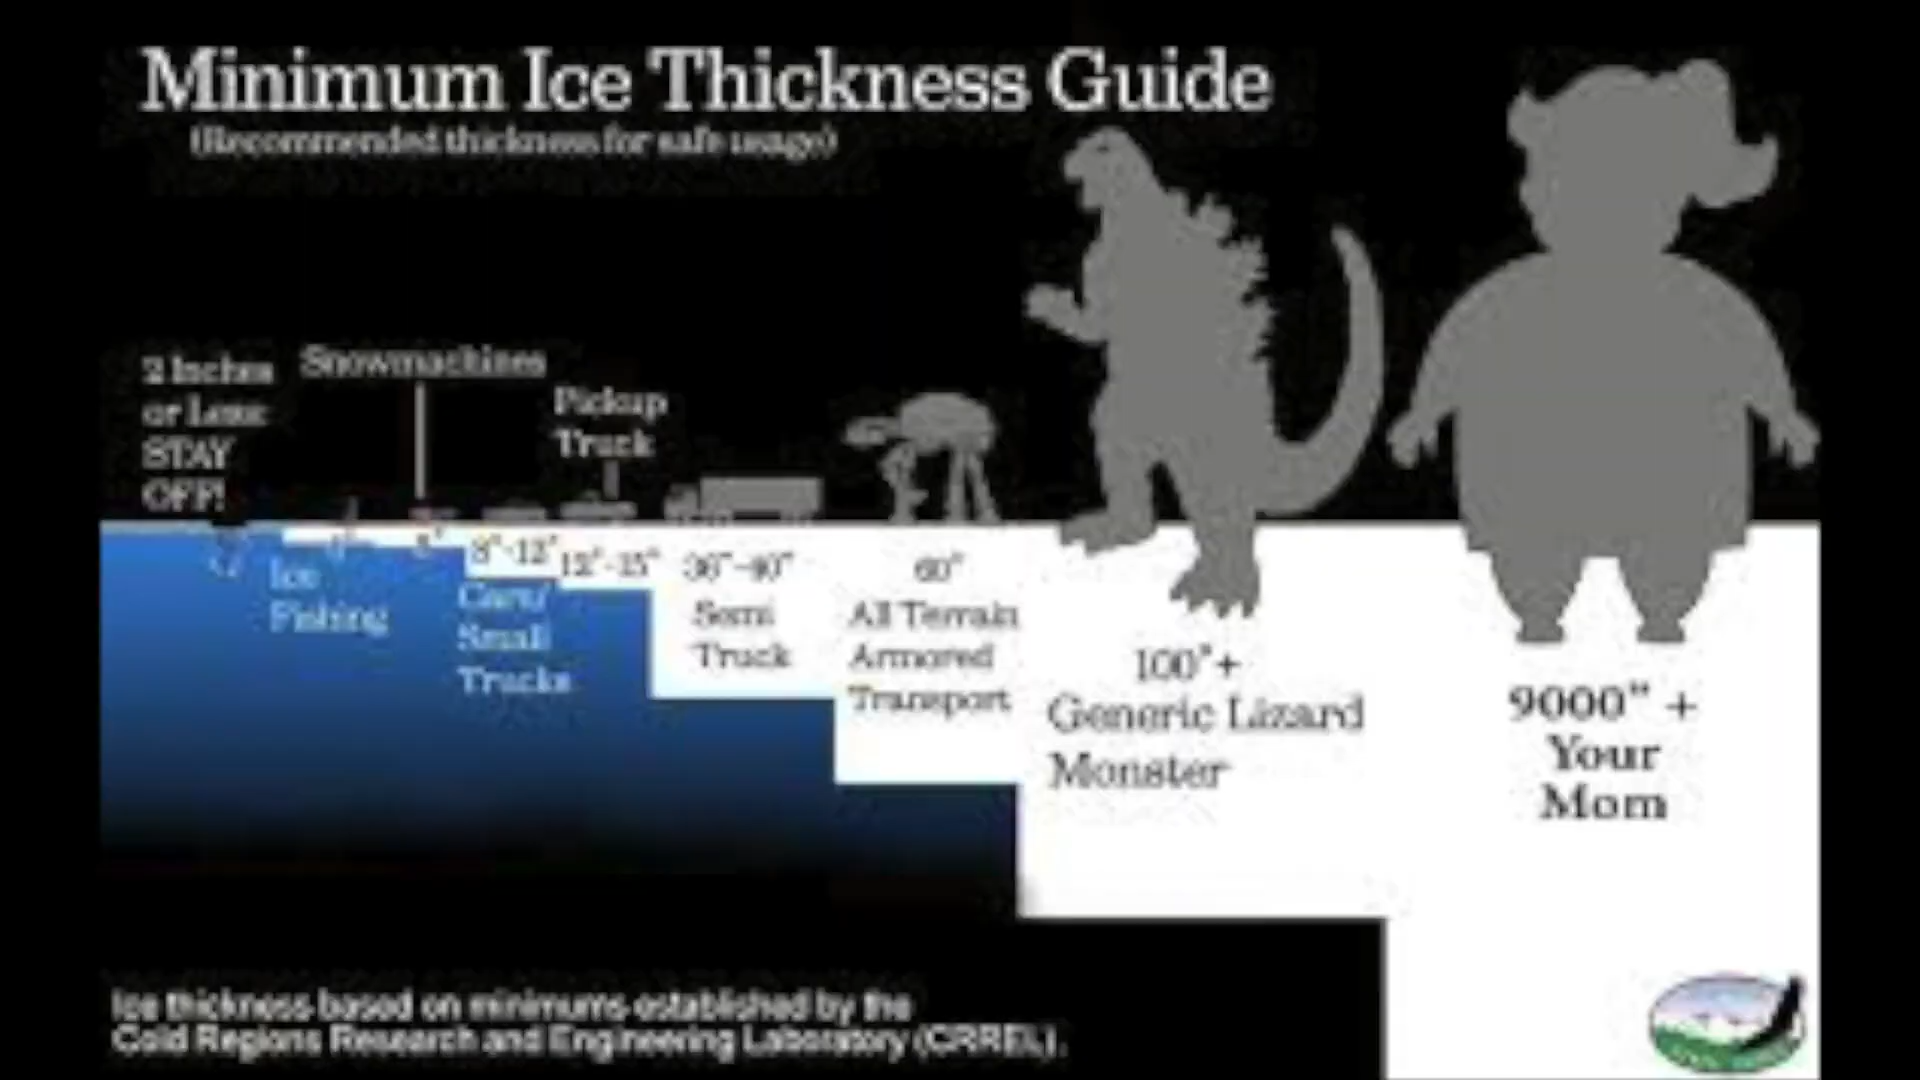 Minimum Ice Thickness Guide
(Recommended thickness for safe usage)
2 Inches
or Less:
STAY
OFF!
Snowmachines
Pickup
Truck
Ice
Fishing
5"
8"-12"
Cars/
Small
Trucks
12"-15"
36"-40"
Semi
Truck
60"
All Terrain
Armored
Transport
100"+
Generic Lizard
Monster
9000" +
Your
Mom
Ice thickness based on minimums established by the
Cold Regions Research and Engineering Laboratory (CRREL).